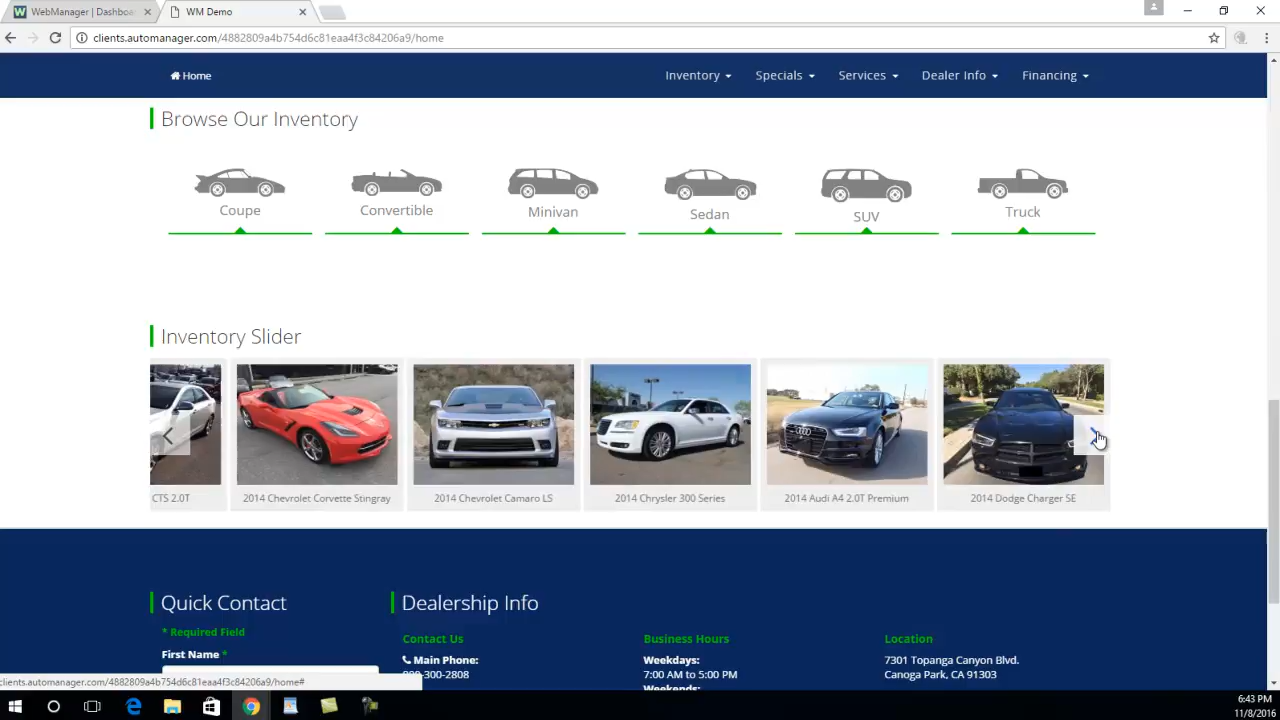 WebManager | Dashboa
WM Demo
clients.automanager.com/4882809a4b754d6c81eaa4f3c84206a9/home
Home
Inventory
Specials
Services
Dealer Info
Financing
Browse Our Inventory
Coupe
Convertible
Minivan
Sedan
SUV
Truck
Inventory Slider
CTS 2.0T
2014 Chevrolet Corvette Stingray
2014 Chevrolet Camaro LS
2014 Chrysler 300 Series
2014 Audi A4 2.0T Premium
2014 Dodge Charger SE
Quick Contact
* Required Field
First Name *
Dealership Info
Contact Us
Main Phone:
800-300-2808
Business Hours
Weekdays:
7:00 AM to 5:00 PM
Weekends:
Location
7301 Topanga Canyon Blvd.
Canoga Park, CA 91303
clients.automanager.com/4882809a4b754d6c81eaa4f3c84206a9/home#
6:43 PM
11/8/2016